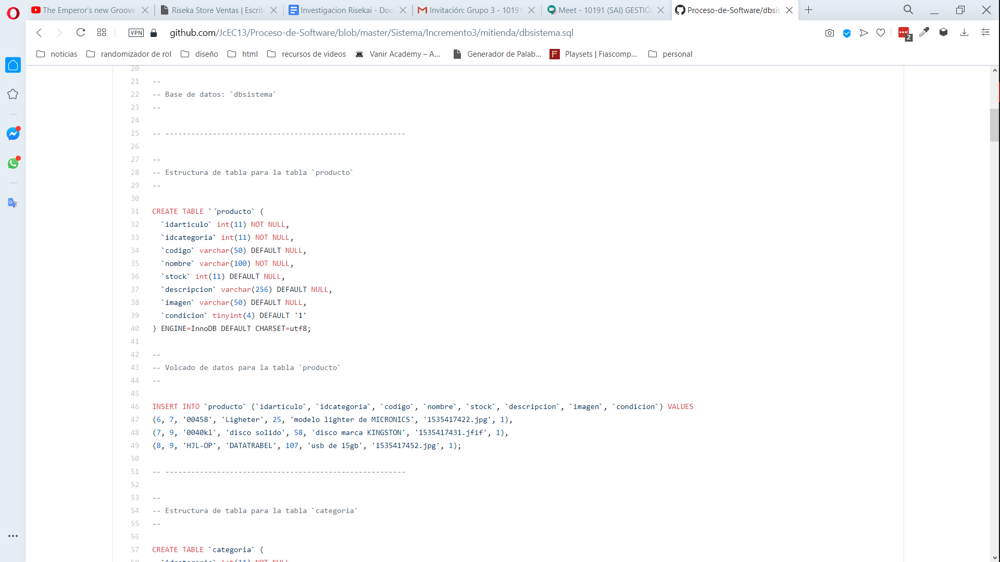 The Emperor's new Groove
Riseka Store Ventas | Escrito
Investigacion Risekai - Doc
Invitación: Grupo 3 - 10191
Meet - 10191 (SAI) GESTIÓ
Proceso-de-Software/dbsis
VPN
github.com/JcEC13/Proceso-de-Software/blob/master/Sistema/Incremento3/mitienda/dbsistema.sql
2
noticias
randomizador de rol
diseño
html
recursos de videos
Vanir Academy – A...
Generador de Palab...
Playsets | Fiascomp...
personal
20
21 --
22 -- Base de datos: `dbsistema`
23 --
24
25 -- --------------------------------------------------------
26
27 --
28 -- Estructura de tabla para la tabla `producto`
29 --
30
31 CREATE TABLE `´producto` (
32 `idarticulo` int(11) NOT NULL,
33 `idcategoria` int(11) NOT NULL,
34 `codigo` varchar(50) DEFAULT NULL,
35 `nombre` varchar(100) NOT NULL,
36 `stock` int(11) DEFAULT NULL,
37 `descripcion` varchar(256) DEFAULT NULL,
38 `imagen` varchar(50) DEFAULT NULL,
39 `condicion` tinyint(4) DEFAULT '1'
40 ) ENGINE=InnoDB DEFAULT CHARSET=utf8;
41
42 --
43 -- Volcado de datos para la tabla `producto`
44 --
45
46 INSERT INTO `producto` (`idarticulo`, `idcategoria`, `codigo`, `nombre`, `stock`, `descripcion`, `imagen`, `condicion`) VALUES
47 (6, 7, '00458', 'Ligheter', 25, 'modelo lighter de MICRONICS', '1535417422.jpg', 1),
48 (7, 9, '0040kl', 'disco solido', 58, 'disco marca KINGSTON', '1535417431.jfif', 1),
49 (8, 9, 'HJL-OP', 'DATATRABEL', 107, 'usb de 15gb', '1535417452.jpg', 1);
50
51 -- --------------------------------------------------------
52
53 --
54 -- Estructura de tabla para la tabla `categoria`
55 --
56
57 CREATE TABLE `categoria` (
58 `idcategoria` int(11) NOT NULL